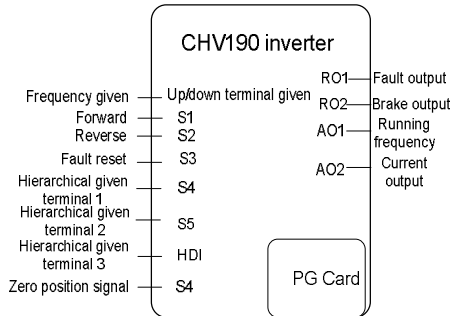 CHV190 inverter
RO1 Fault output
Frequency given Up/down terminal given RO2 Brake output
Forward S1 AO1 Running
frequency
Reverse S2
Fault reset S3 AO2 Current
output
Hierarchical given
terminal 1 S4
Hierarchical given
terminal 2 S5
Hierarchical given
terminal 3 HDI
Zero position signal S4
PG Card